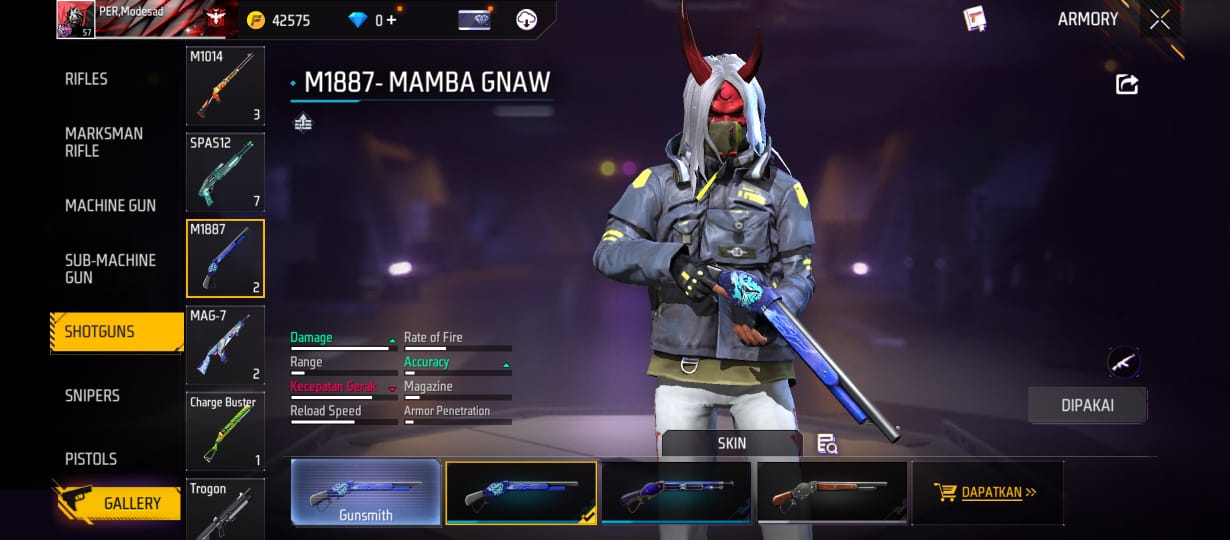 PER,Modesad
57
42575
0+
ARMORY
RIFLES
MARKSMAN
RIFLE
MACHINE GUN
SUB-MACHINE
GUN
SHOTGUNS
SNIPERS
PISTOLS
GALLERY
M1014
3
SPAS12
7
M1887
2
MAG-7
2
Charge Buster
1
Trogon
M1887- MAMBA GNAW
Damage
Rate of Fire
Range
Accuracy
Kecepatan Gerak
Magazine
Reload Speed
Armor Penetration
DIPAKAI
SKIN
Gunsmith
DAPATKAN >>